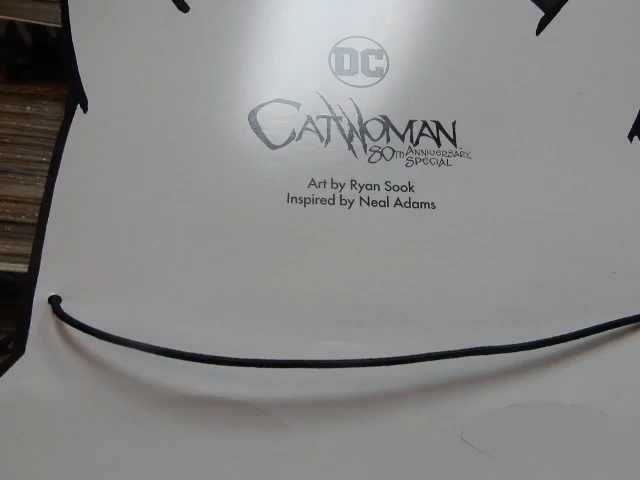 DC
CATWOMAN
80TH ANNIVERSARY
SPECIAL
Art by Ryan Sook
Inspired by Neal Adams